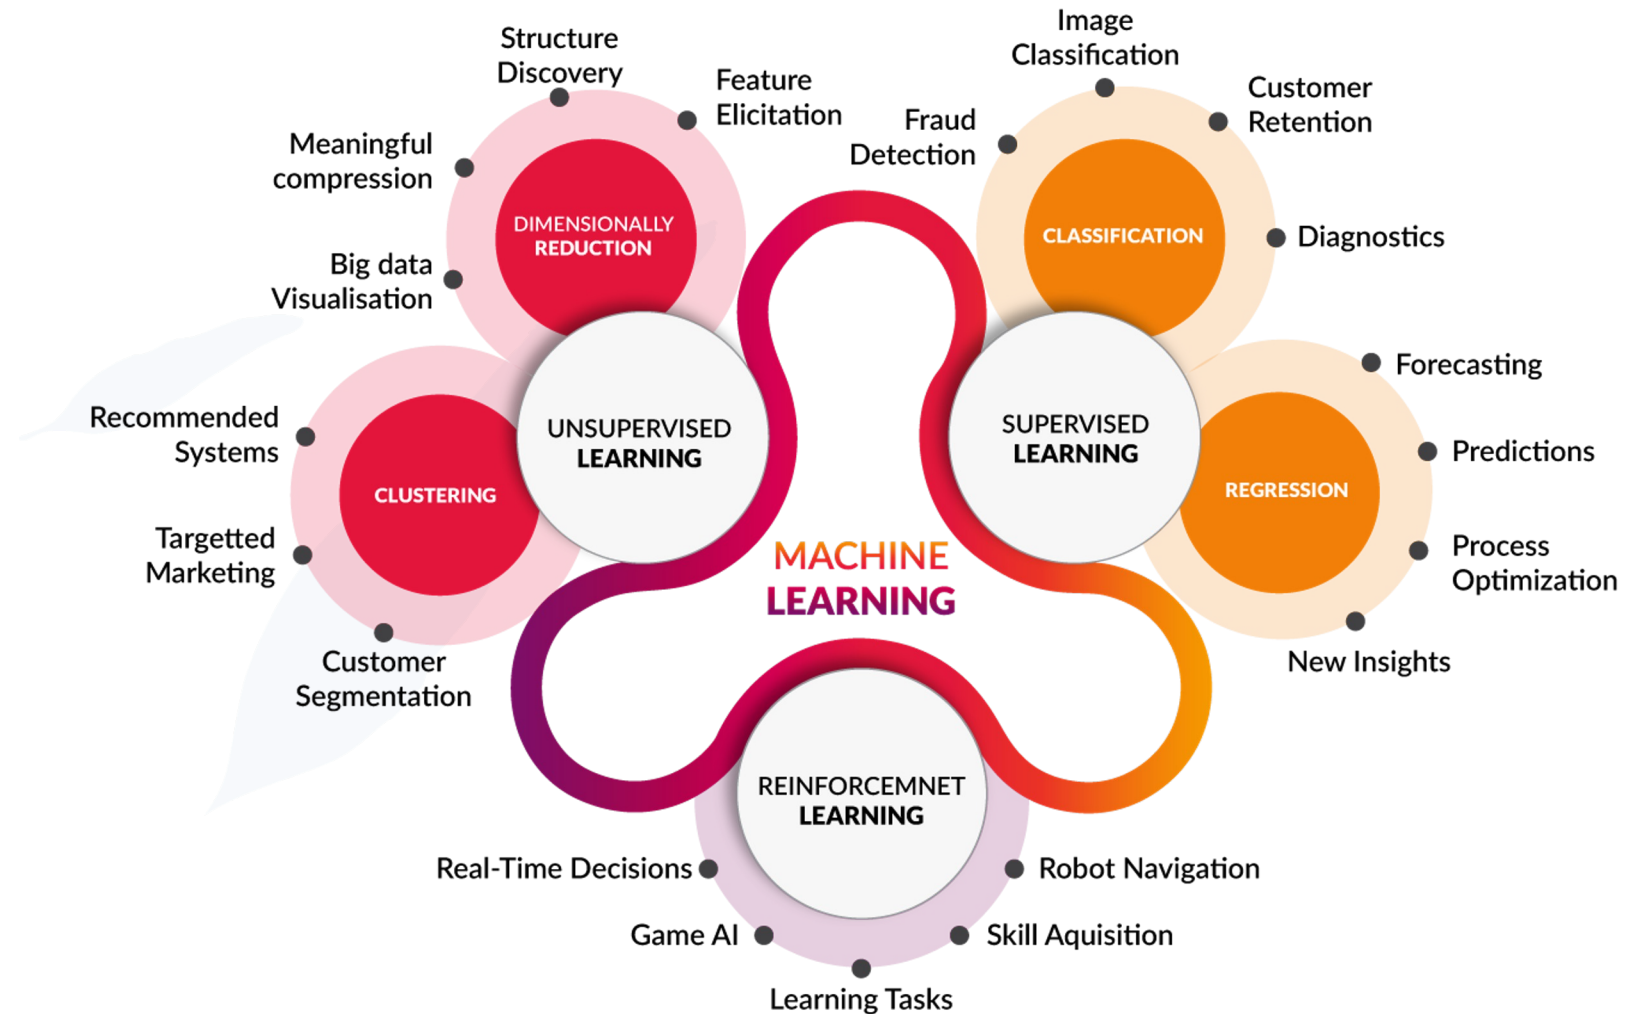 Structure
Discovery
Feature
Elicitation
Meaningful
compression
Big data
Visualisation
DIMENSIONALLY
REDUCTION
Recommended
Systems
Targetted
Marketing
Customer
Segmentation
CLUSTERING
UNSUPERVISED
LEARNING
Image
Classification
Customer
Retention
Fraud
Detection
Diagnostics
CLASSIFICATION
SUPERVISED
LEARNING
Forecasting
Predictions
Process
Optimization
New Insights
REGRESSION
MACHINE
LEARNING
REINFORCEMNET
LEARNING
Real-Time Decisions
Game AI
Learning Tasks
Skill Aquisition
Robot Navigation